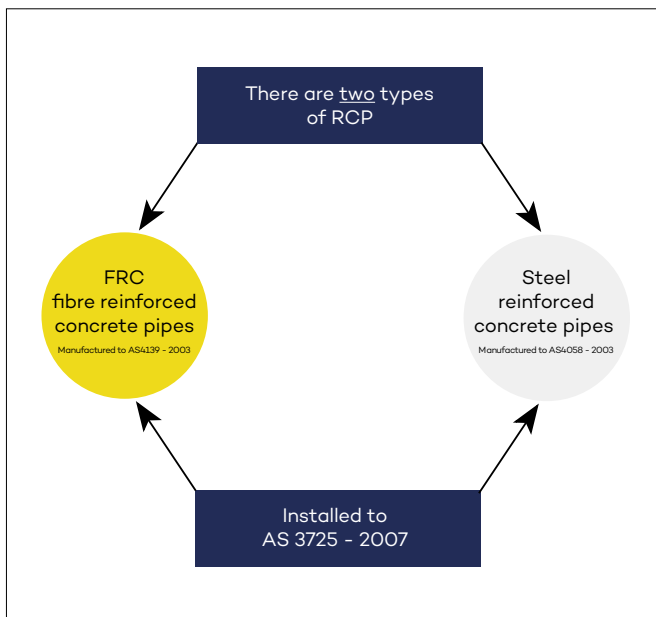 There are two types
of RCP
FRC
fibre reinforced
concrete pipes
Manufactured to AS4139 - 2003
Steel
reinforced
concrete pipes
Manufactured to AS4058 - 2003
Installed to
AS 3725 - 2007